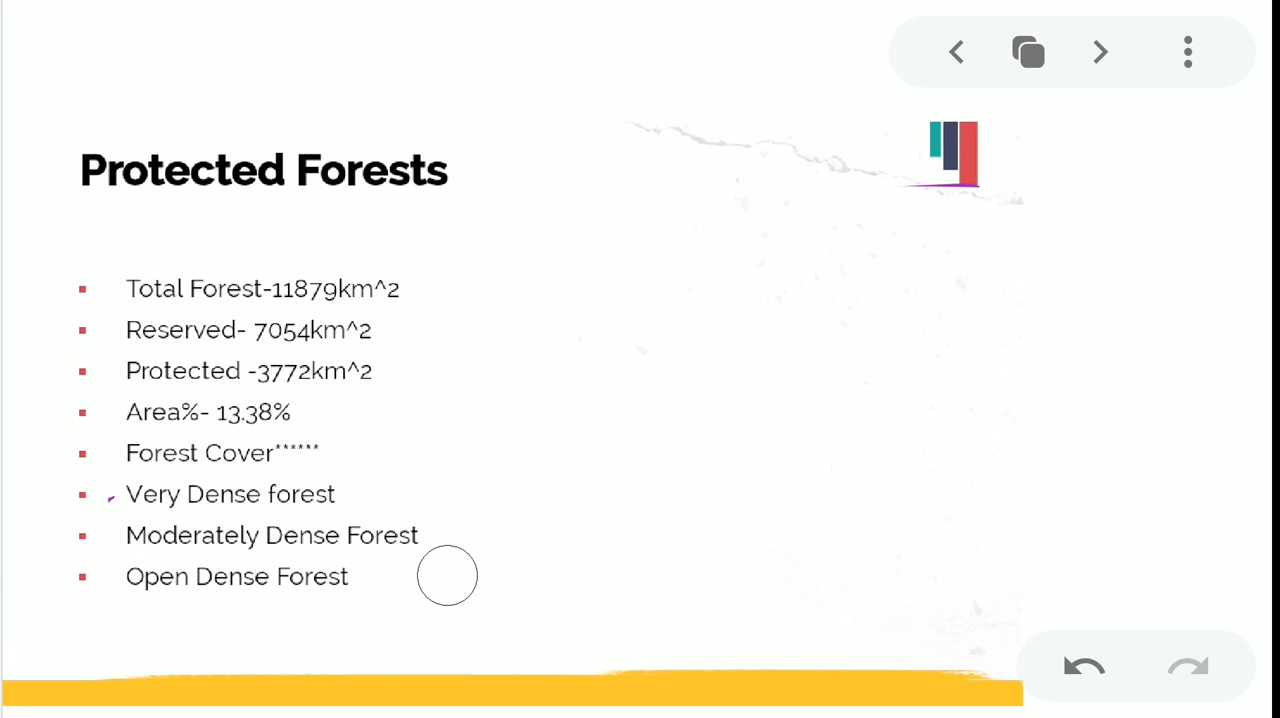 Protected Forests
Total Forest-11879km^2
Reserved- 7054km^2
Protected -3772km^2
Area%- 13.38%
Forest Cover******
Very Dense forest
Moderately Dense Forest
Open Dense Forest